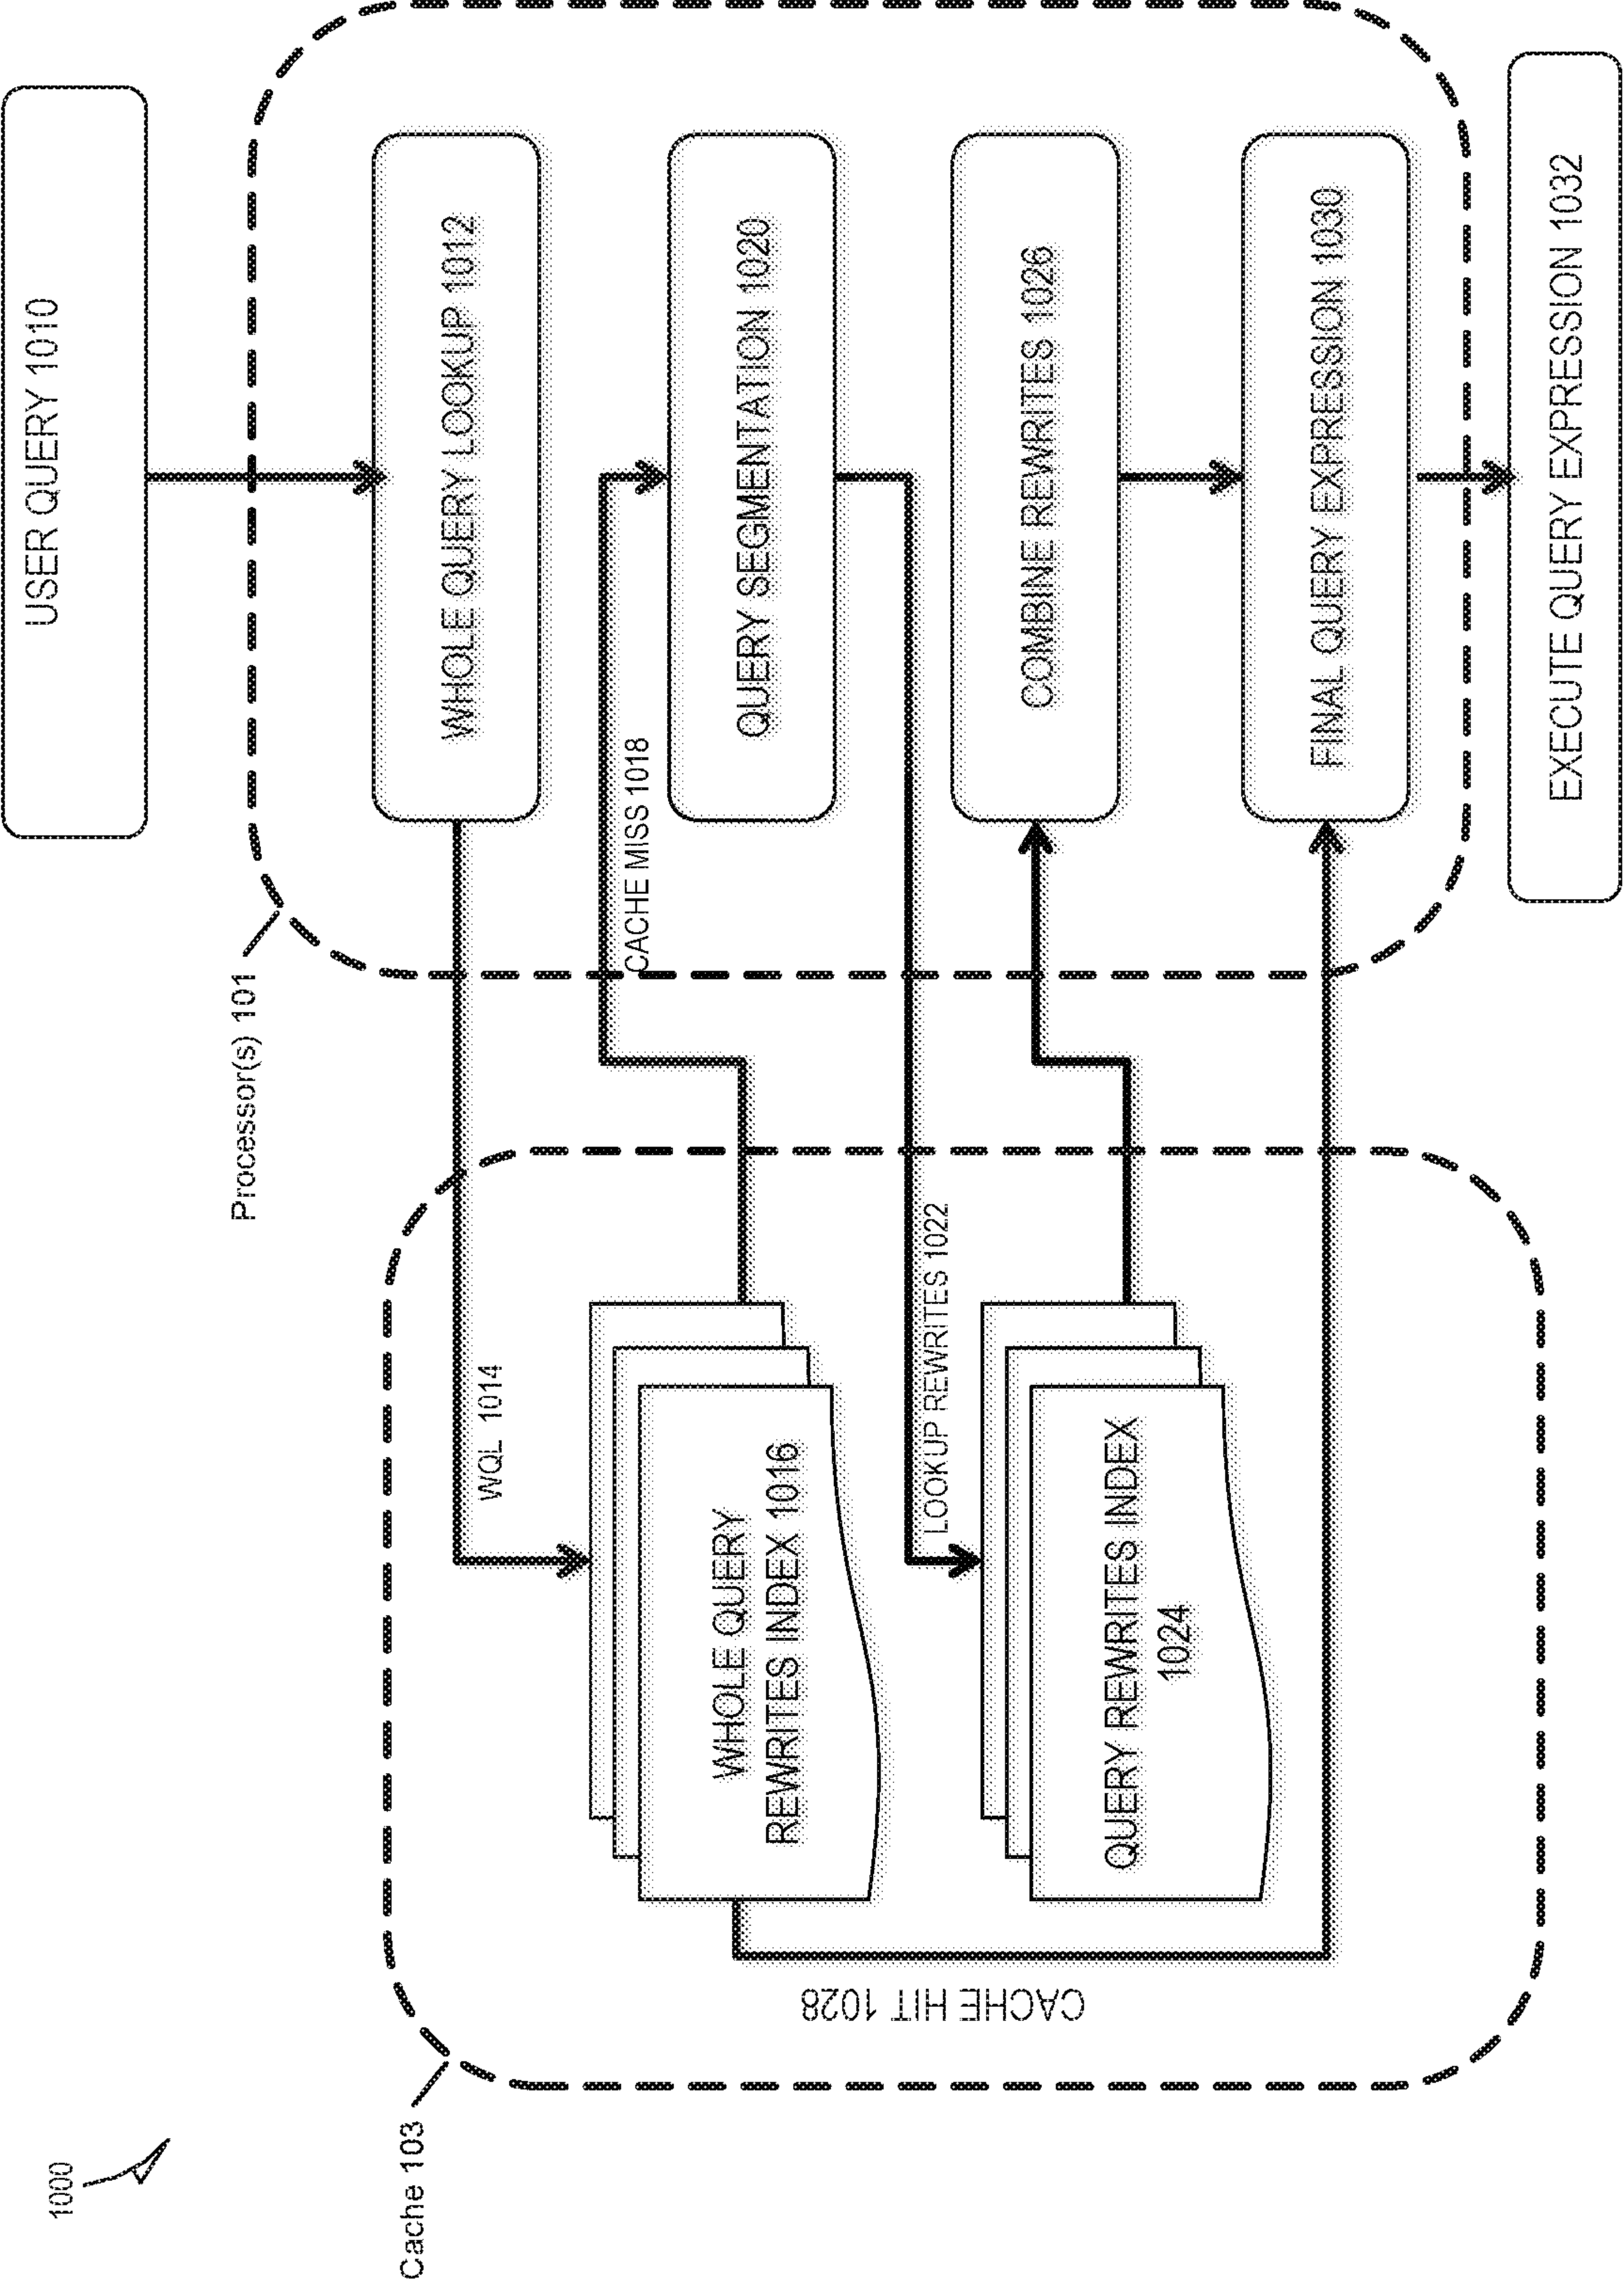 1000
USER QUERY 1010
Processor(s) 101
Cache 103
WHOLE QUERY LOOKUP 1012
WQL 1014
WHOLE QUERY
REWRITES INDEX 1016
CACHE MISS 1018
QUERY SEGMENTATION 1020
LOOKUP REWRITES 1022
QUERY REWRITES INDEX
1024
COMBINE REWRITES 1026
CACHE HIT 1028
FINAL QUERY EXPRESSION 1030
EXECUTE QUERY EXPRESSION 1032